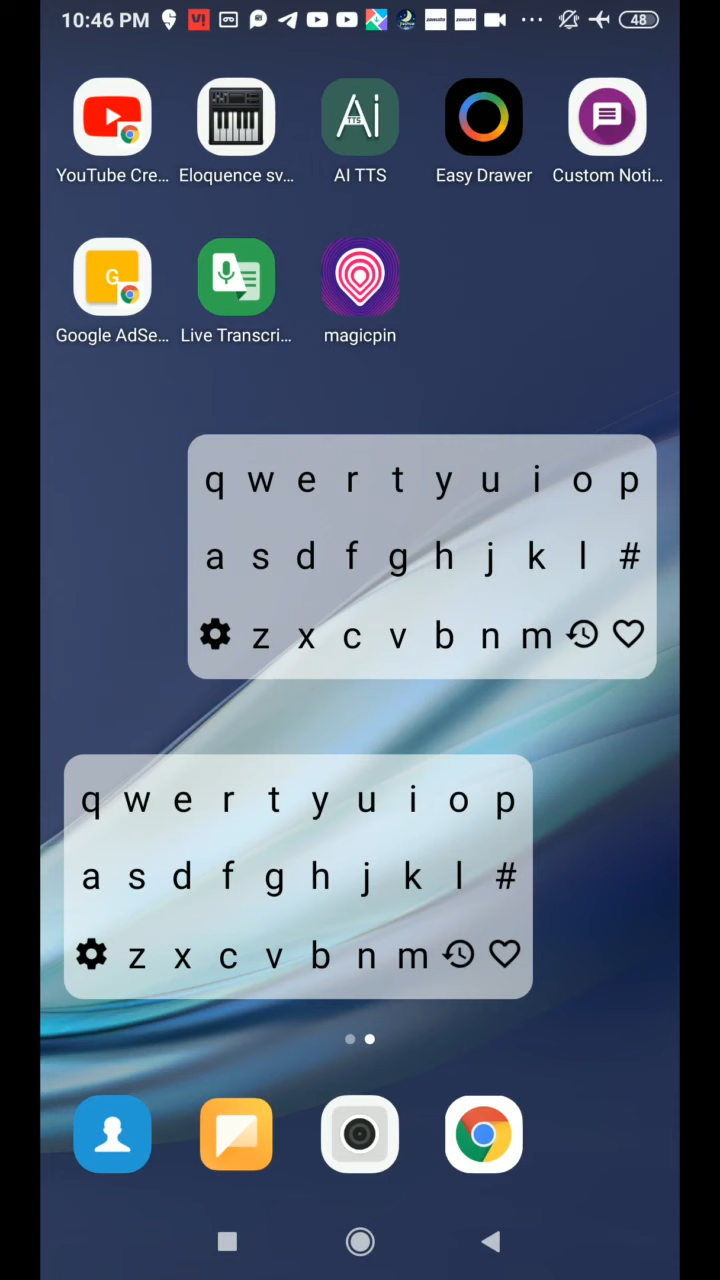 10:46 PM 48
YouTube Cre... Eloquence sv... AI TTS Easy Drawer Custom Noti...
Google AdSe... Live Transcri... magicpin
q w e r t y u i o p
a s d f g h j k l #
z x c v b n m
q w e r t y u i o p
a s d f g h j k l #
z x c v b n m